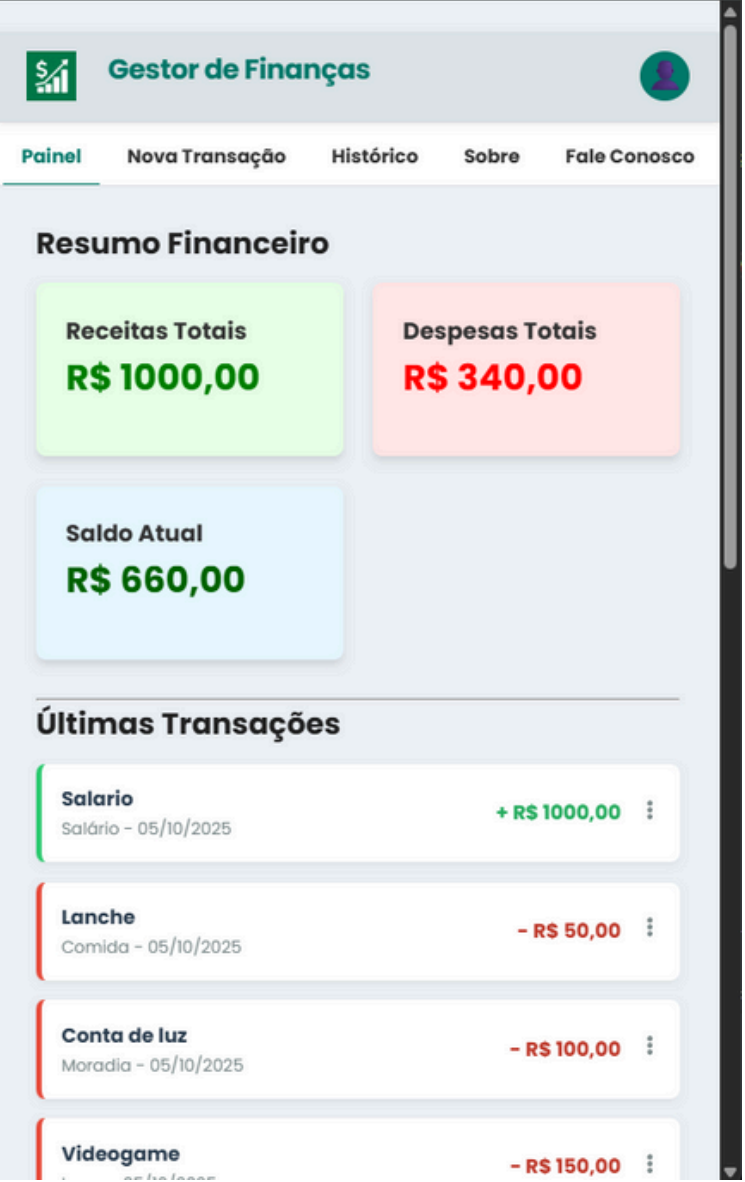 Gestor de Finanças
Painel Nova Transação Histórico Sobre Fale Conosco
Resumo Financeiro
Receitas Totais
R$ 1000,00
Despesas Totais
R$ 340,00
Saldo Atual
R$ 660,00
Últimas Transações
Salario
Salário - 05/10/2025
+ R$ 1000,00
Lanche
Comida - 05/10/2025
- R$ 50,00
Conta de luz
Moradia - 05/10/2025
- R$ 100,00
Videogame
- R$ 150,00